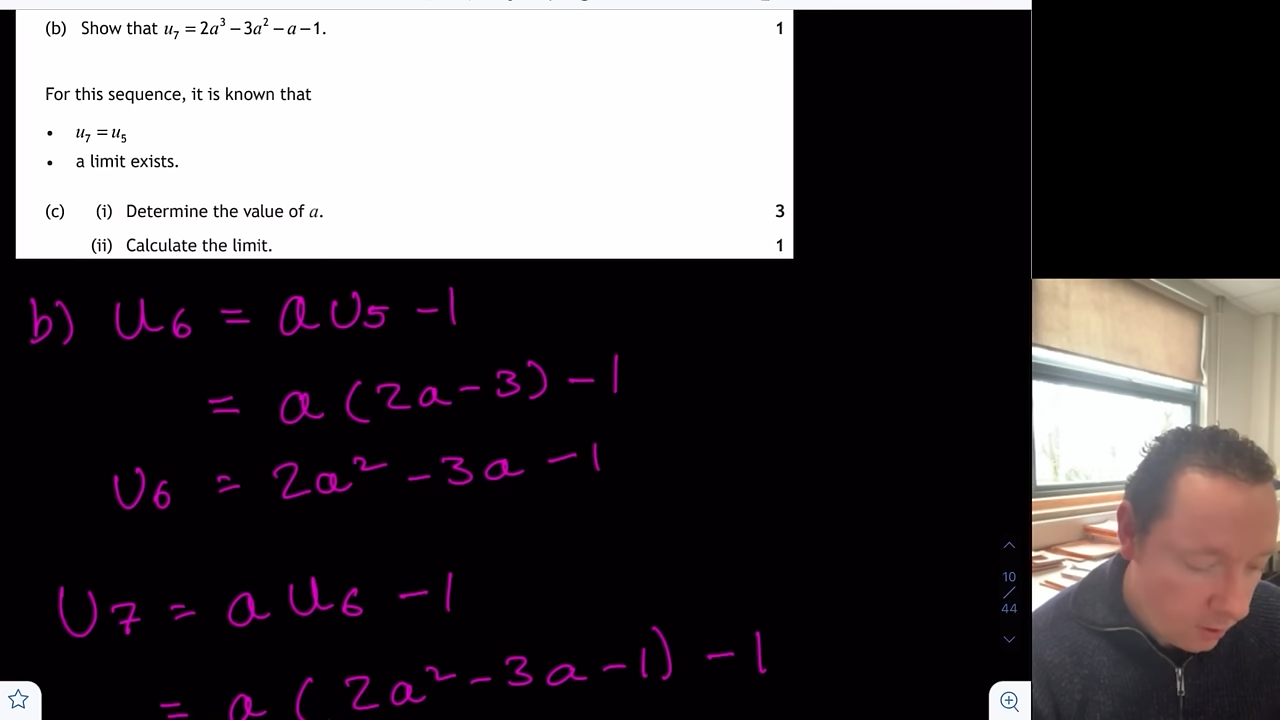 (b) Show that u₇ = 2a³ − 3a² − a − 1. 1
For this sequence, it is known that
• u₇ = u₅
• a limit exists.
(c) (i) Determine the value of a. 3
(ii) Calculate the limit. 1
b) U₆ = a U₅ − 1
= a (2a − 3) − 1
U₆ = 2a² − 3a − 1
U₇ = a U₆ − 1
= a (2a² − 3a − 1) − 1
10
/
44